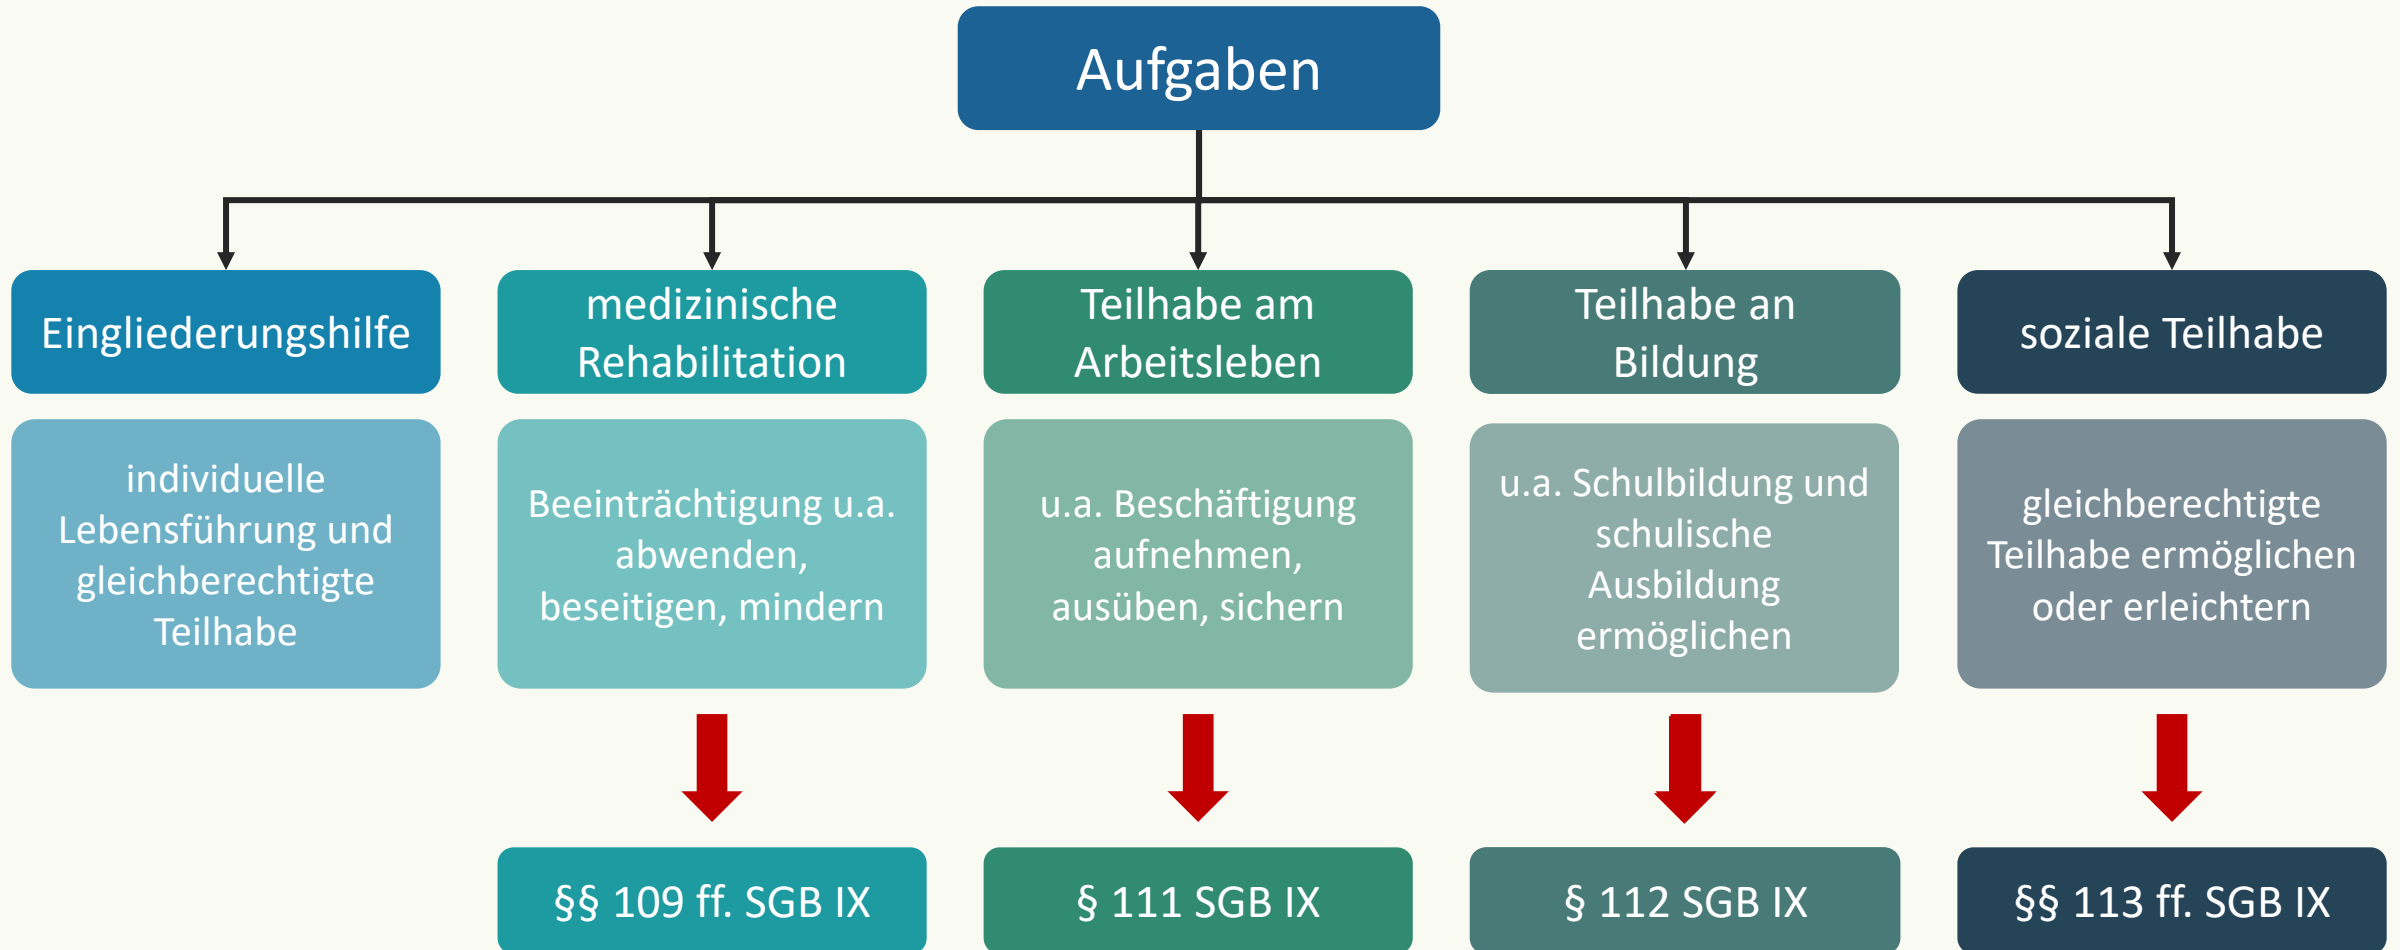 Aufgaben
Eingliederungshilfe
medizinische
Rehabilitation
Teilhabe am
Arbeitsleben
Teilhabe an
Bildung
soziale Teilhabe
individuelle
Lebensführung und
gleichberechtigte
Teilhabe
Beeinträchtigung u.a.
abwenden,
beseitigen, mindern
u.a. Beschäftigung
aufnehmen,
ausüben, sichern
u.a. Schulbildung und
schulische
Ausbildung
ermöglichen
gleichberechtigte
Teilhabe ermöglichen
oder erleichtern
§§ 109 ff. SGB IX
§ 111 SGB IX
§ 112 SGB IX
§§ 113 ff. SGB IX